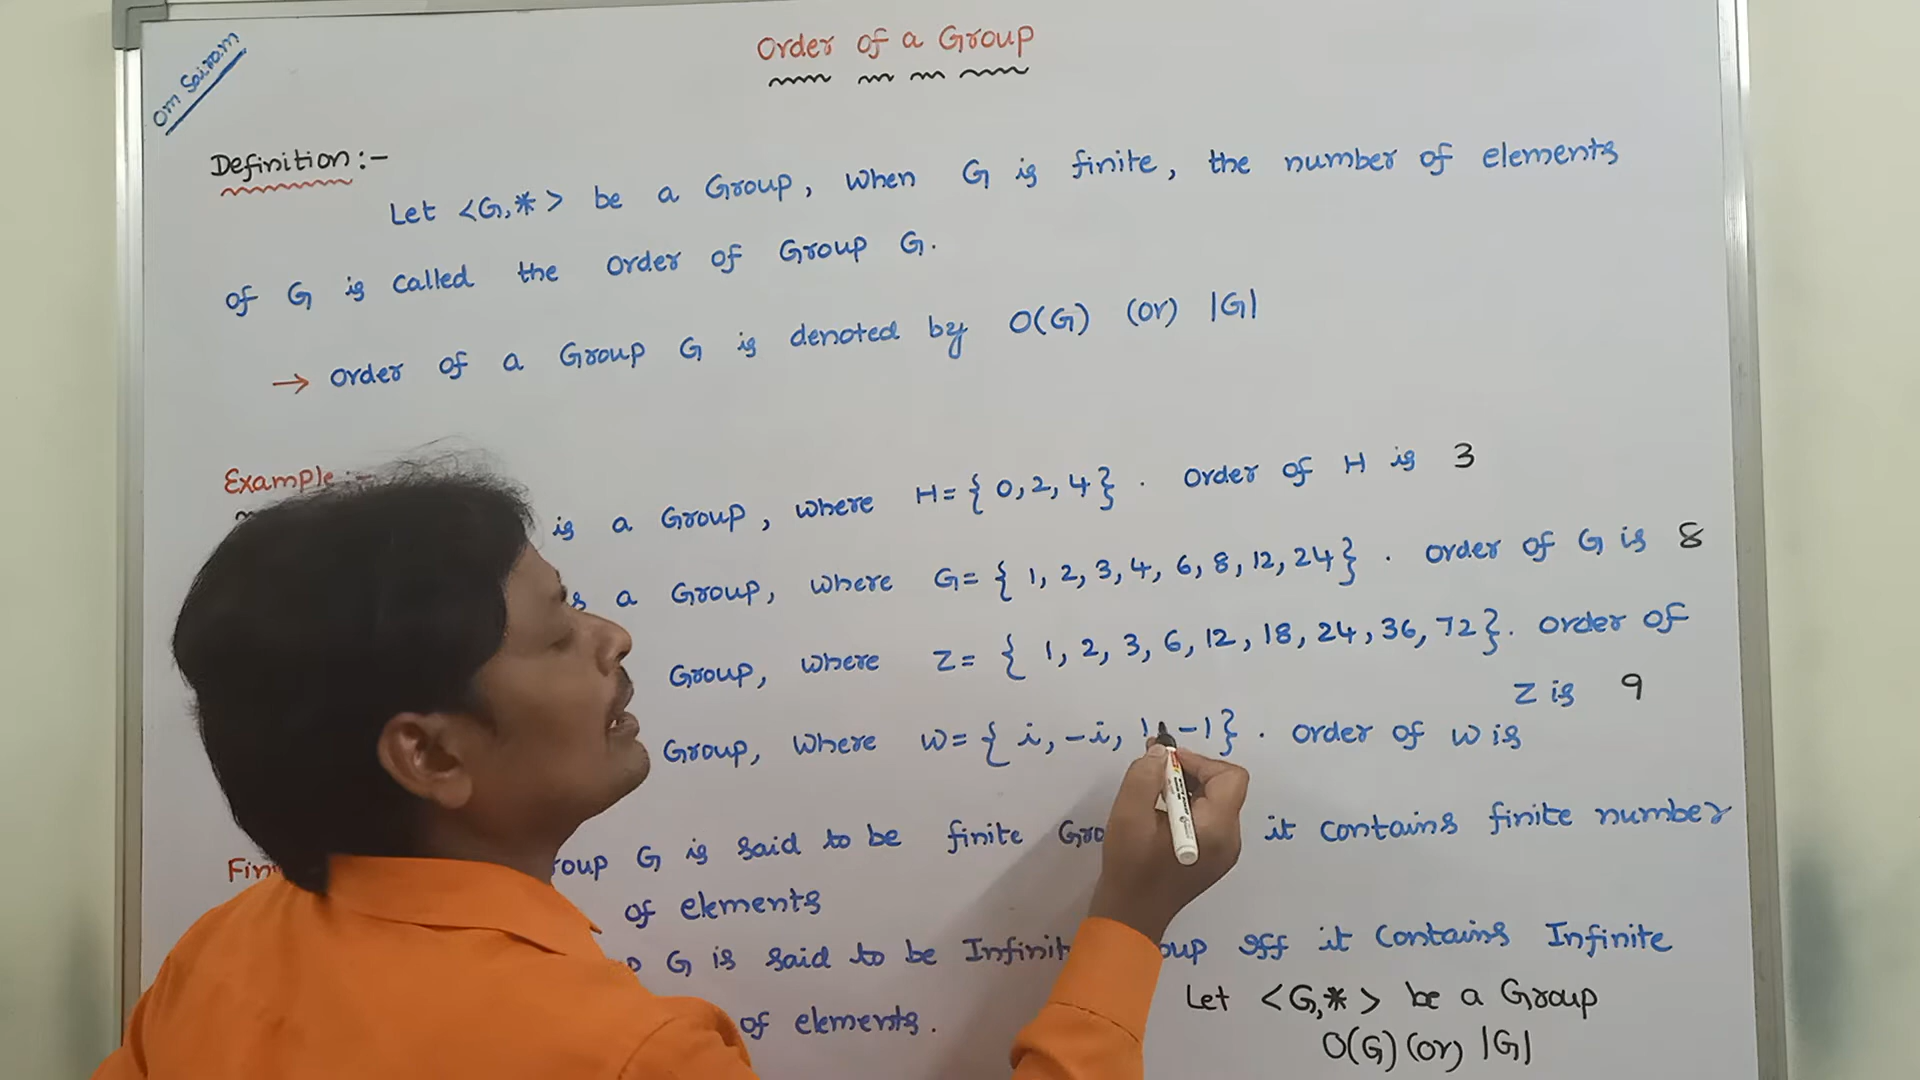 Om Sairam
Order of a Group
Definition:-
Let <G,*> be a Group, when G is finite, the number of elements
of G is called the order of Group G.
→ order of a Group G is denoted by O(G) (or) |G|
Example :-
is a Group, where H= { 0, 2, 4 } . order of H is 3
a Group, where G= { 1, 2, 3, 4, 6, 8, 12, 24 } . order of G is 8
Group, where Z= { 1, 2, 3, 6, 12, 18, 24, 36, 72 }. order of
Z is 9
Group, where w= { i, -i, 1, -1 } . order of w is
G is said to be finite it contains finite number
of elements
G is said to be iff it contains Infinite
of elements.
Let <G,*> be a Group
O(G) (or) |G|